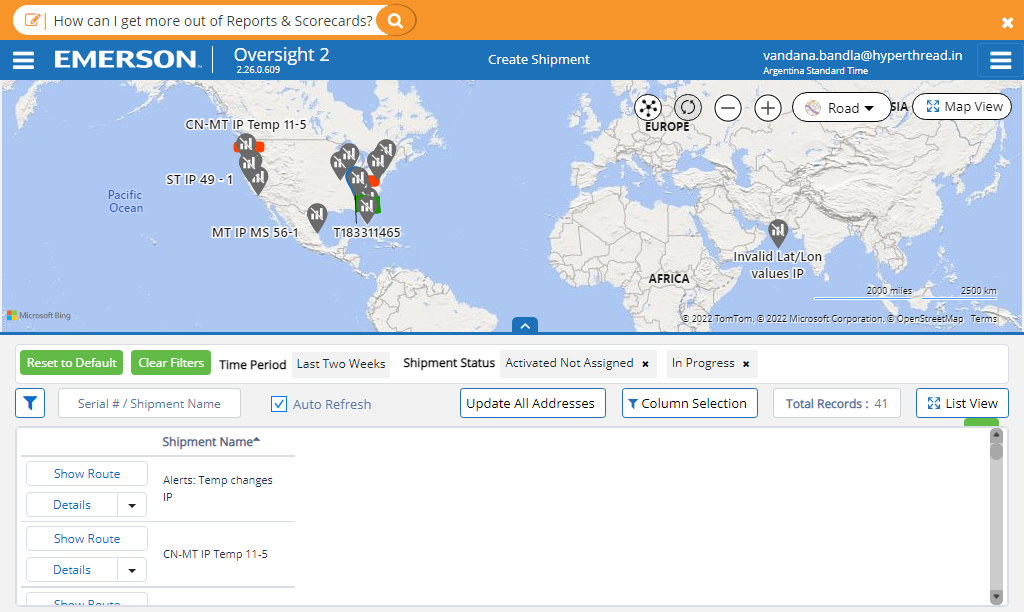 How can I get more out of Reports & Scorecards?
EMERSON
Oversight 2
2.26.0.609
Create Shipment
vandana.bandla@hyperthread.in
Argentina Standard Time
CN-MT IP Temp 11-5
ST IP 49 - 1
Pacific
Ocean
MT IP MS 56-1
T183311465
EUROPE
Road
SIA
Map View
AFRICA
Invalid Lat/Lon
values IP
2000 miles
2500 km
Microsoft Bing
© 2022 TomTom, © 2022 Microsoft Corporation, © OpenStreetMap Terms
Reset to Default
Clear Filters
Time Period
Last Two Weeks
Shipment Status
Activated Not Assigned ×
In Progress ×
Serial # / Shipment Name
Auto Refresh
Update All Addresses
Column Selection
Total Records : 41
List View
Shipment Name
Show Route
Details
Alerts: Temp changes
IP
Show Route
Details
CN-MT IP Temp 11-5
Show Route